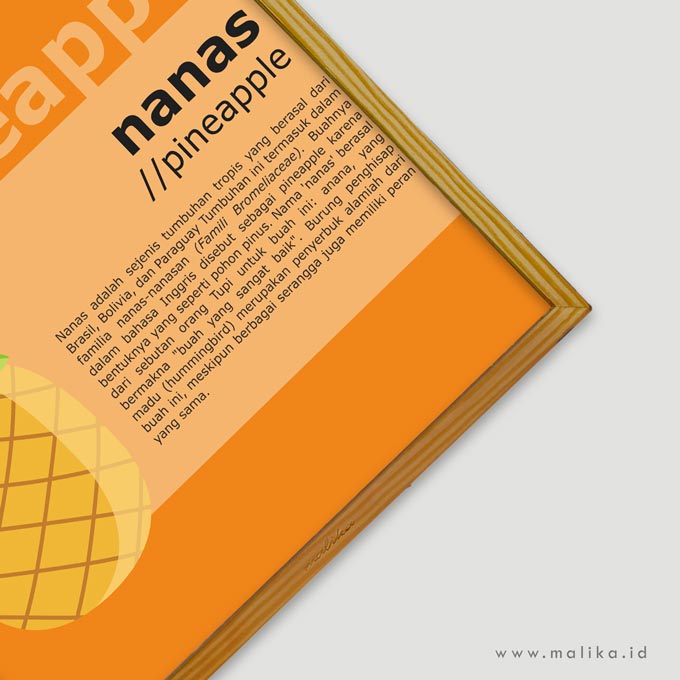 eapp
nanas
//pineapple
Nanas adalah sejenis tumbuhan tropis yang berasal dari
Brasil, Bolivia, dan Paraguay Tumbuhan ini termasuk dalam
familia nanas-nanasan (Famili Bromeliaceae). Buahnya
dalam bahasa Inggris disebut sebagai pineapple karena
bentuknya yang seperti pohon pinus. Nama 'nanas' berasal
dari sebutan orang Tupi untuk buah ini: anana, yang
bermakna "buah yang sangat baik". Burung penghisap
madu (hummingbird) merupakan penyerbuk alamiah dari
buah ini, meskipun berbagai serangga juga memiliki peran
yang sama.
www.malika.id